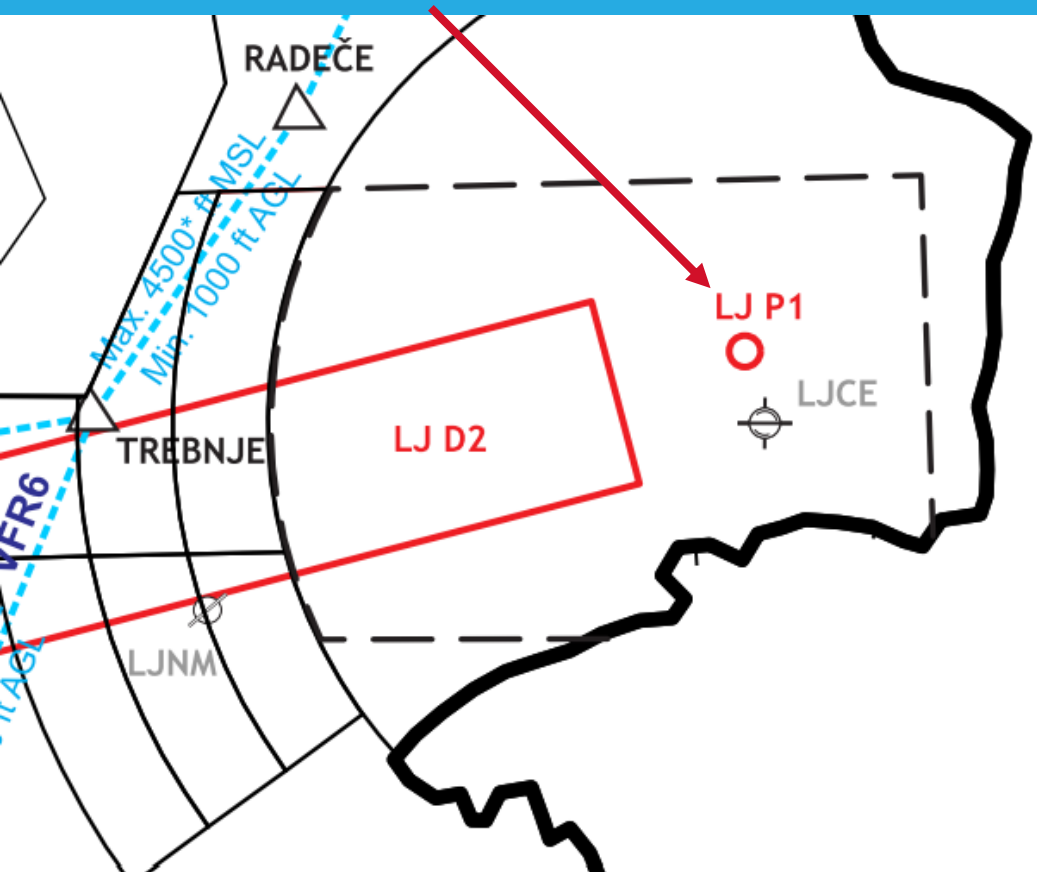 RADEČE
Max. 4500* ft MSL
Min. 1000 ft AGL
LJ P1
LJCE
LJ D2
TREBNJE
VFR6
LJNM
ft AGL